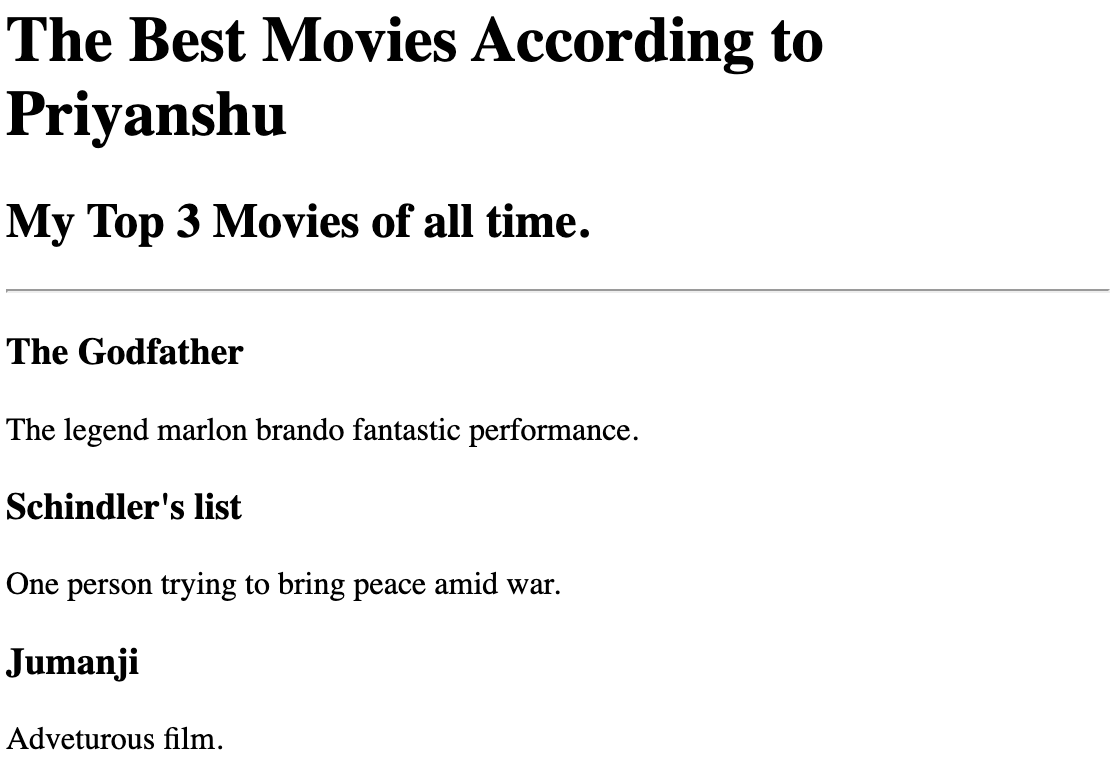 The Best Movies According to
Priyanshu
My Top 3 Movies of all time.
The Godfather
The legend marlon brando fantastic performance.
Schindler's list
One person trying to bring peace amid war.
Jumanji
Adveturous film.